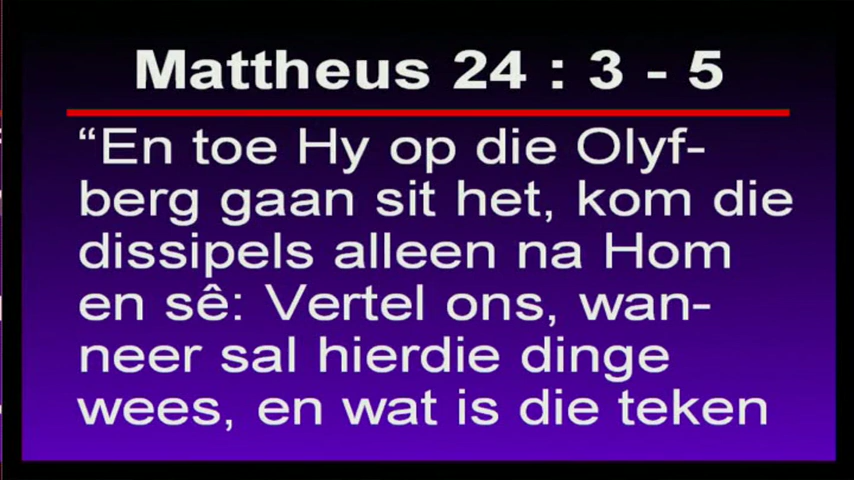 Mattheus 24 : 3 - 5
“En toe Hy op die Olyf-
berg gaan sit het, kom die
dissipels alleen na Hom
en sê: Vertel ons, wan-
neer sal hierdie dinge
wees, en wat is die teken